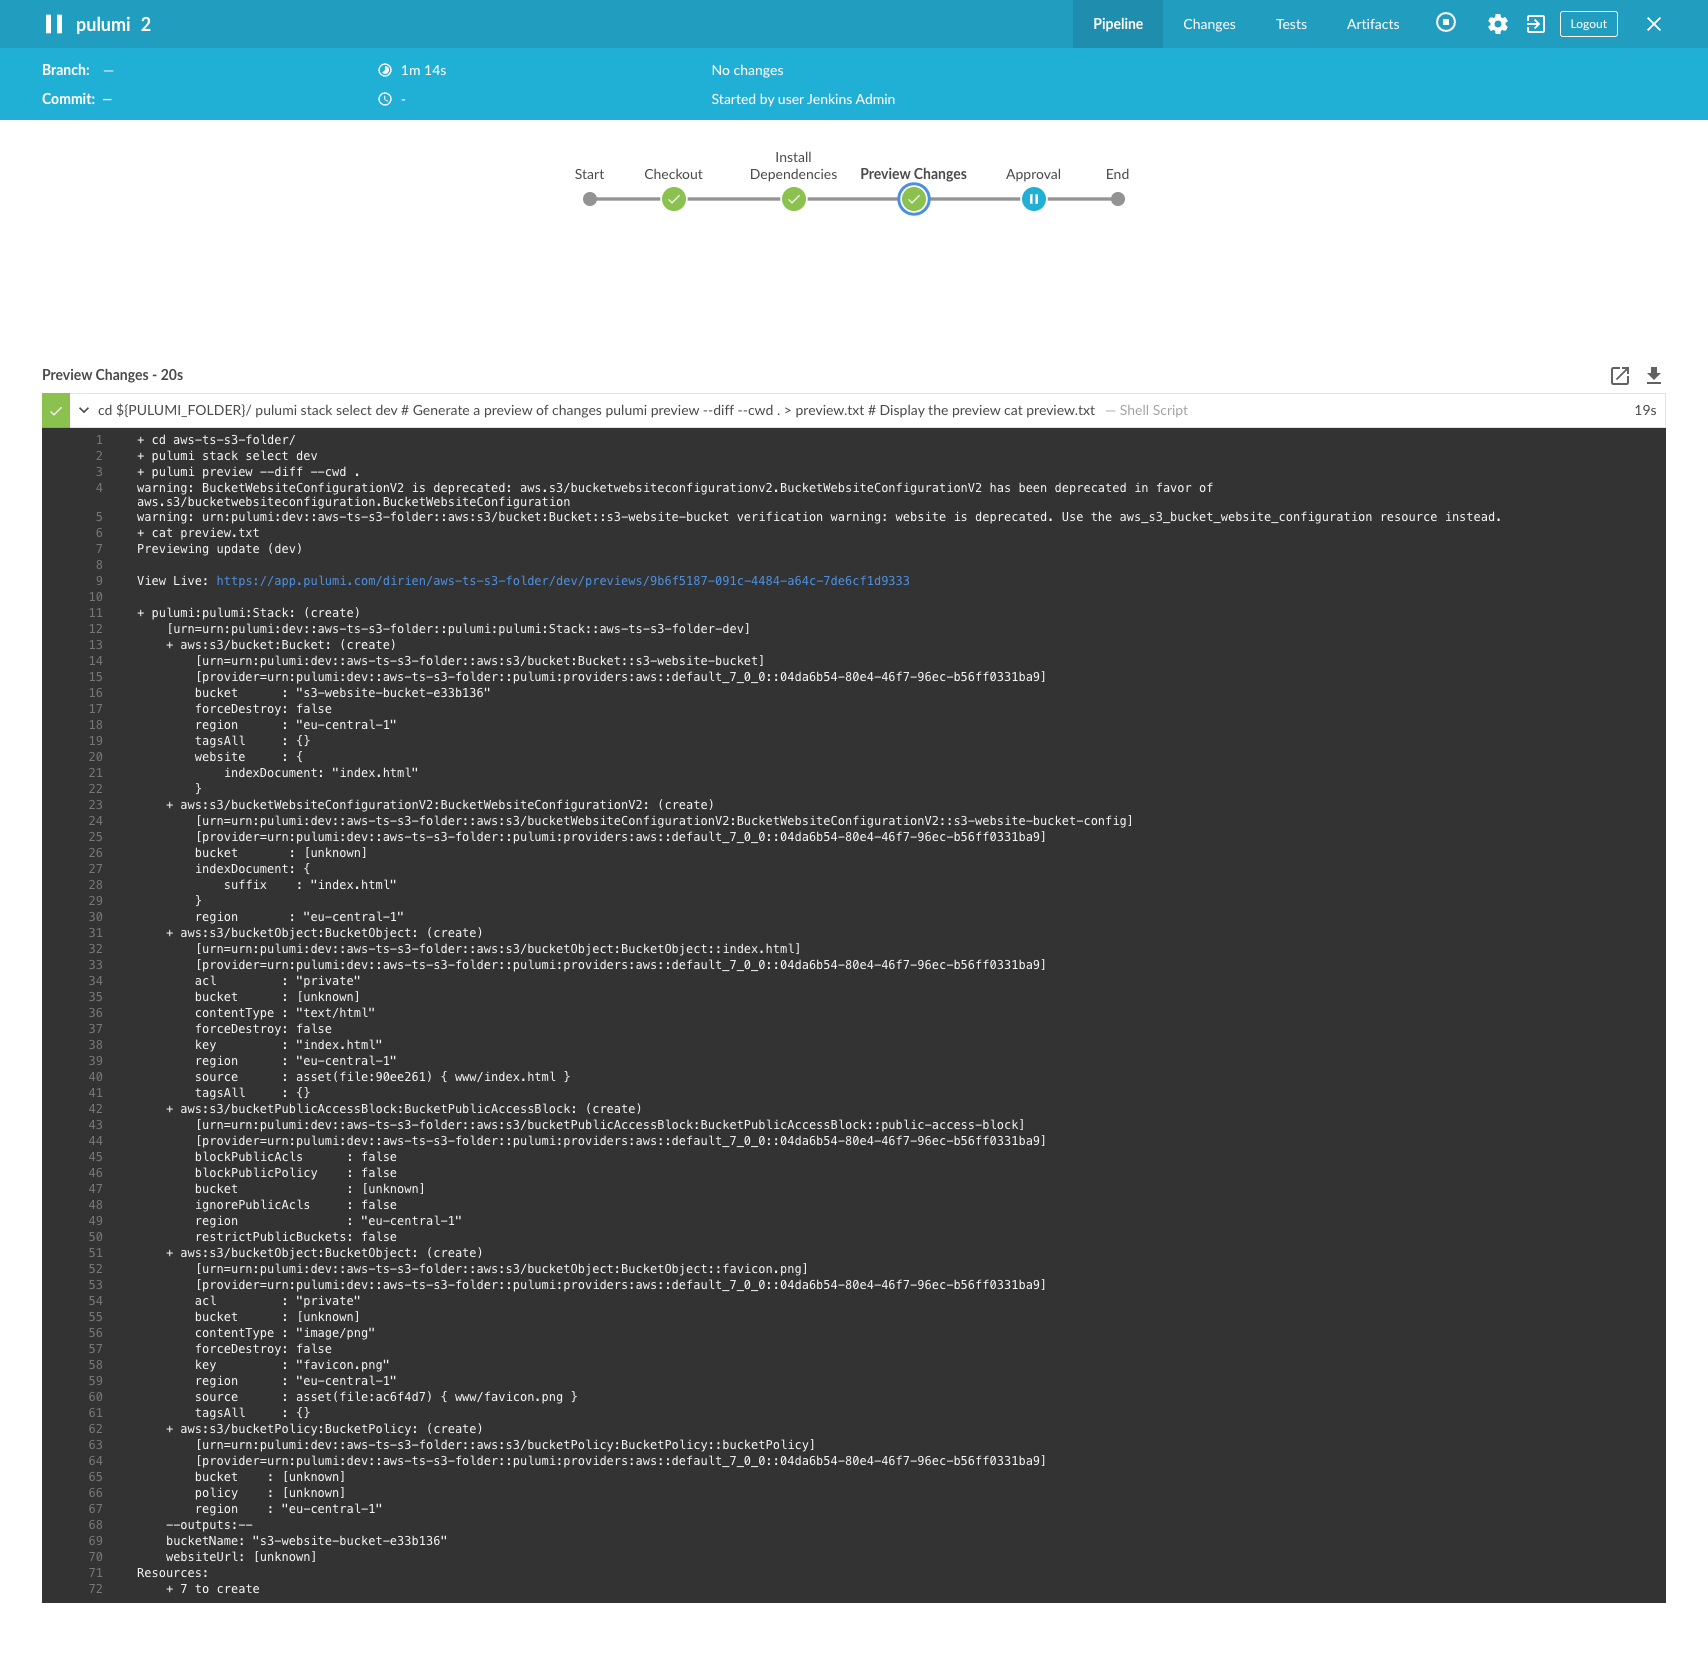 pulumi 2
Pipeline
Changes
Tests
Artifacts
Logout
Branch: —
1m 14s
No changes
Commit: —
-
Started by user Jenkins Admin
Start
Checkout
Install
Dependencies
Preview Changes
Approval
End
Preview Changes - 20s
cd ${PULUMI_FOLDER}/ pulumi stack select dev # Generate a preview of changes pulumi preview --diff --cwd . > preview.txt # Display the preview cat preview.txt — Shell Script 19s
1 + cd aws-ts-s3-folder/
2 + pulumi stack select dev
3 + pulumi preview --diff --cwd .
4 warning: BucketWebsiteConfigurationV2 is deprecated: aws.s3/bucketwebsiteconfigurationv2.BucketWebsiteConfigurationV2 has been deprecated in favor of
aws.s3/bucketwebsiteconfiguration.BucketWebsiteConfiguration
5 warning: urn:pulumi:dev::aws-ts-s3-folder::aws:s3/bucket:Bucket::s3-website-bucket verification warning: website is deprecated. Use the aws_s3_bucket_website_configuration resource instead.
6 + cat preview.txt
7 Previewing update (dev)
8
9 View Live: https://app.pulumi.com/dirien/aws-ts-s3-folder/dev/previews/9b6f5187-091c-4484-a64c-7de6cf1d9333
10
11 + pulumi:pulumi:Stack: (create)
12 [urn=urn:pulumi:dev::aws-ts-s3-folder::pulumi:pulumi:Stack::aws-ts-s3-folder-dev]
13 + aws:s3/bucket:Bucket: (create)
14 [urn=urn:pulumi:dev::aws-ts-s3-folder::aws:s3/bucket:Bucket::s3-website-bucket]
15 [provider=urn:pulumi:dev::aws-ts-s3-folder::pulumi:providers:aws::default_7_0_0::04da6b54-80e4-46f7-96ec-b56ff0331ba9]
16 bucket : "s3-website-bucket-e33b136"
17 forceDestroy: false
18 region : "eu-central-1"
19 tagsAll : {}
20 website : {
21 indexDocument: "index.html"
22 }
23 + aws:s3/bucketWebsiteConfigurationV2:BucketWebsiteConfigurationV2: (create)
24 [urn=urn:pulumi:dev::aws-ts-s3-folder::aws:s3/bucketWebsiteConfigurationV2:BucketWebsiteConfigurationV2::s3-website-bucket-config]
25 [provider=urn:pulumi:dev::aws-ts-s3-folder::pulumi:providers:aws::default_7_0_0::04da6b54-80e4-46f7-96ec-b56ff0331ba9]
26 bucket : [unknown]
27 indexDocument: {
28 suffix : "index.html"
29 }
30 region : "eu-central-1"
31 + aws:s3/bucketObject:BucketObject: (create)
32 [urn=urn:pulumi:dev::aws-ts-s3-folder::aws:s3/bucketObject:BucketObject::index.html]
33 [provider=urn:pulumi:dev::aws-ts-s3-folder::pulumi:providers:aws::default_7_0_0::04da6b54-80e4-46f7-96ec-b56ff0331ba9]
34 acl : "private"
35 bucket : [unknown]
36 contentType : "text/html"
37 forceDestroy: false
38 key : "index.html"
39 region : "eu-central-1"
40 source : asset(file:90ee261) { www/index.html }
41 tagsAll : {}
42 + aws:s3/bucketPublicAccessBlock:BucketPublicAccessBlock: (create)
43 [urn=urn:pulumi:dev::aws-ts-s3-folder::aws:s3/bucketPublicAccessBlock:BucketPublicAccessBlock::public-access-block]
44 [provider=urn:pulumi:dev::aws-ts-s3-folder::pulumi:providers:aws::default_7_0_0::04da6b54-80e4-46f7-96ec-b56ff0331ba9]
45 blockPublicAcls : false
46 blockPublicPolicy : false
47 bucket : [unknown]
48 ignorePublicAcls : false
49 region : "eu-central-1"
50 restrictPublicBuckets: false
51 + aws:s3/bucketObject:BucketObject: (create)
52 [urn=urn:pulumi:dev::aws-ts-s3-folder::aws:s3/bucketObject:BucketObject::favicon.png]
53 [provider=urn:pulumi:dev::aws-ts-s3-folder::pulumi:providers:aws::default_7_0_0::04da6b54-80e4-46f7-96ec-b56ff0331ba9]
54 acl : "private"
55 bucket : [unknown]
56 contentType : "image/png"
57 forceDestroy: false
58 key : "favicon.png"
59 region : "eu-central-1"
60 source : asset(file:ac6f4d7) { www/favicon.png }
61 tagsAll : {}
62 + aws:s3/bucketPolicy:BucketPolicy: (create)
63 [urn=urn:pulumi:dev::aws-ts-s3-folder::aws:s3/bucketPolicy:BucketPolicy::bucketPolicy]
64 [provider=urn:pulumi:dev::aws-ts-s3-folder::pulumi:providers:aws::default_7_0_0::04da6b54-80e4-46f7-96ec-b56ff0331ba9]
65 bucket : [unknown]
66 policy : [unknown]
67 region : "eu-central-1"
68 --outputs:--
69 bucketName: "s3-website-bucket-e33b136"
70 websiteUrl: [unknown]
71 Resources:
72 + 7 to create